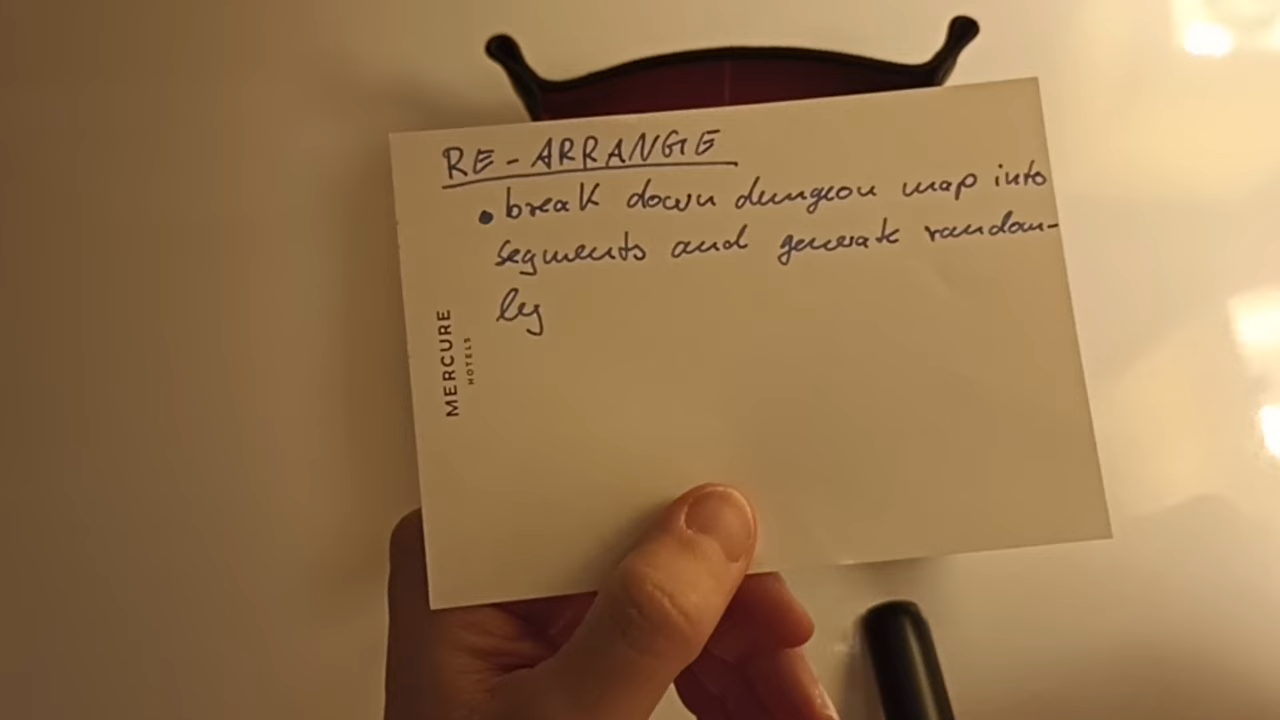 RE-ARRANGE
• break down dungeon map into
segments and generate random-
ly
MERCURE
HOTELS